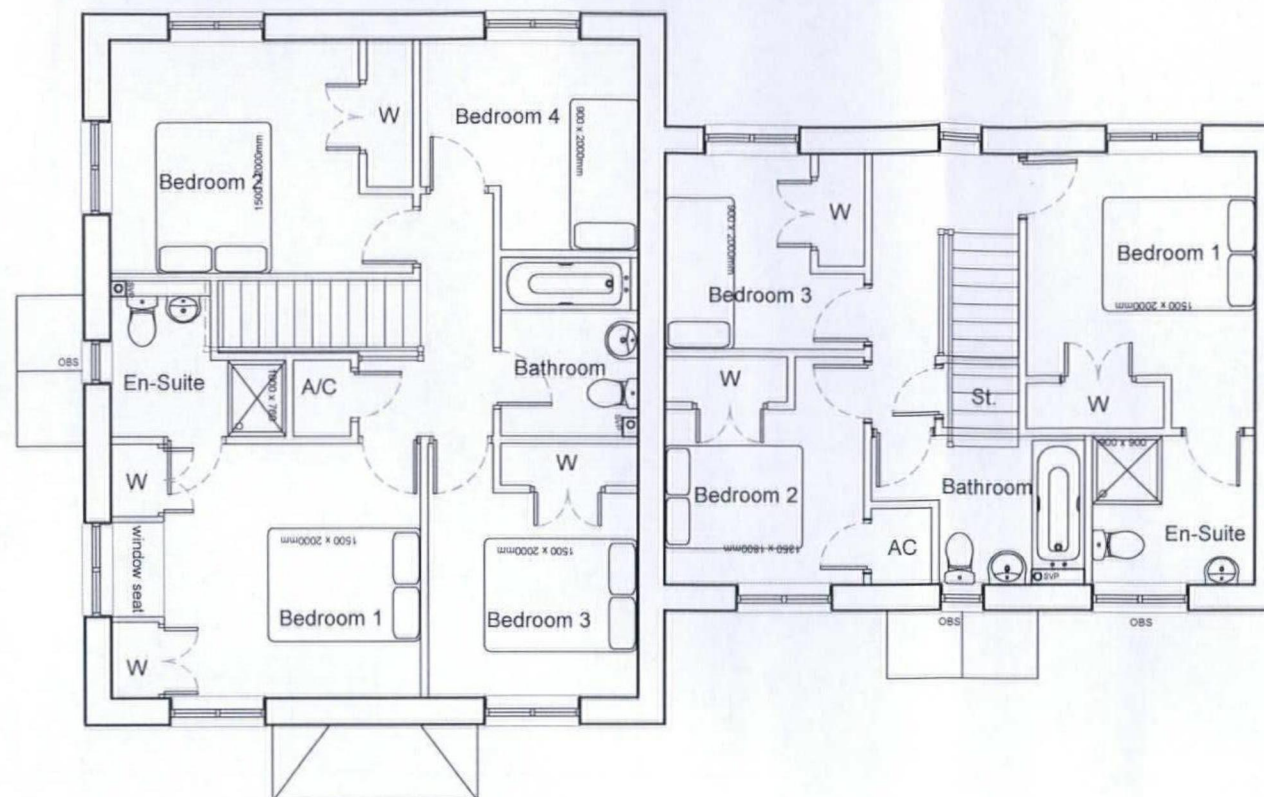 W
Bedroom 4
900 x 2000mm
Bedroom 2
1500 x 2000mm
W
Bedroom 3
900 x 2000mm
Bedroom 1
1500 x 2000mm
SVP
OBS
En-Suite
A/C
Bathroom
SVP
W
St.
W
W
W
Bedroom 2
1350 x 1800mm
Bathroom
900 x 900
En-Suite
AC
SVP
window seat
1500 x 2000mm
Bedroom 1
1500 x 2000mm
Bedroom 3
W
OBS
OBS